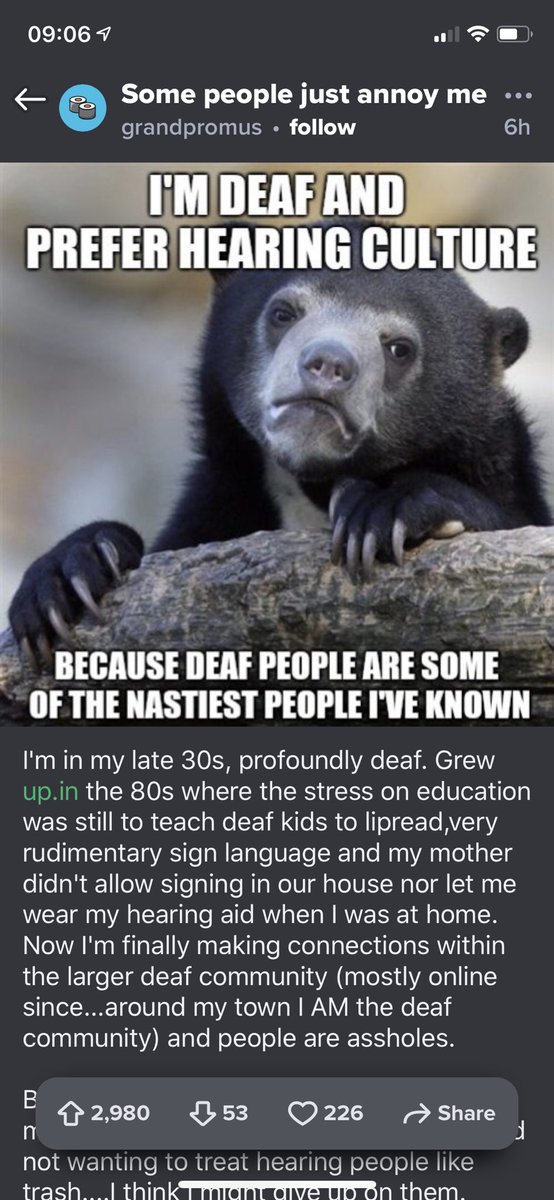 09:06
Some people just annoy me
grandpromus • follow
6h
I'M DEAF AND
PREFER HEARING CULTURE
BECAUSE DEAF PEOPLE ARE SOME
OF THE NASTIEST PEOPLE I'VE KNOWN
I'm in my late 30s, profoundly deaf. Grew
up.in the 80s where the stress on education
was still to teach deaf kids to lipread,very
rudimentary sign language and my mother
didn't allow signing in our house nor let me
wear my hearing aid when I was at home.
Now I'm finally making connections within
the larger deaf community (mostly online
since...around my town I AM the deaf
community) and people are assholes.
2,980
53
226
Share
not wanting to treat hearing people like
trash....I think I might give up on them.